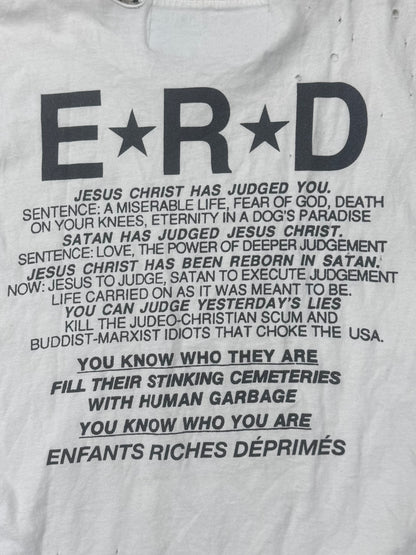 E★R★D
JESUS CHRIST HAS JUDGED YOU.
SENTENCE: A MISERABLE LIFE, FEAR OF GOD, DEATH
ON YOUR KNEES, ETERNITY IN A DOG'S PARADISE
SATAN HAS JUDGED JESUS CHRIST.
SENTENCE: LOVE, THE POWER OF DEEPER JUDGEMENT
JESUS CHRIST HAS BEEN REBORN IN SATAN.
NOW: JESUS TO JUDGE, SATAN TO EXECUTE JUDGEMENT
LIFE CARRIED ON AS IT WAS MEANT TO BE.
YOU CAN JUDGE YESTERDAY'S LIES
KILL THE JUDEO-CHRISTIAN SCUM AND
BUDDIST-MARXIST IDIOTS THAT CHOKE THE USA.
YOU KNOW WHO THEY ARE
FILL THEIR STINKING CEMETERIES
WITH HUMAN GARBAGE
YOU KNOW WHO YOU ARE
ENFANTS RICHES DÉPRIMÉS